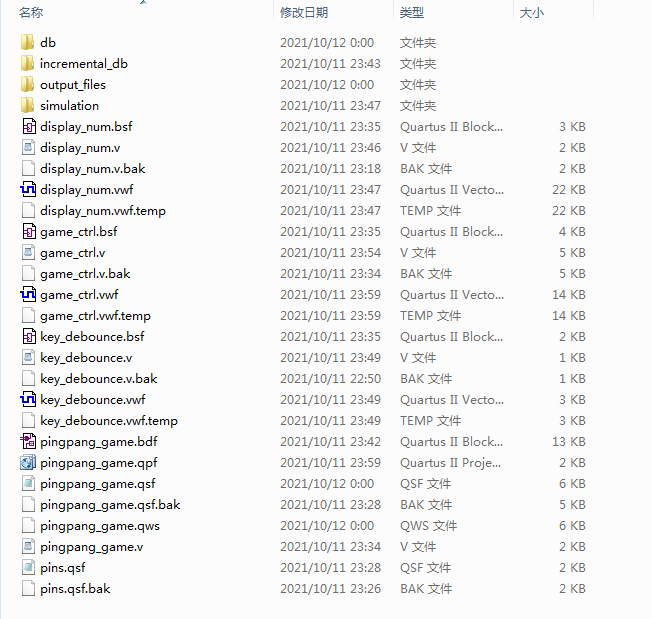 名称 修改日期 类型 大小
db 2021/10/12 0:00 文件夹
incremental_db 2021/10/11 23:43 文件夹
output_files 2021/10/12 0:00 文件夹
simulation 2021/10/11 23:47 文件夹
display_num.bsf 2021/10/11 23:35 Quartus II Block... 3 KB
display_num.v 2021/10/11 23:46 V 文件 2 KB
display_num.v.bak 2021/10/11 23:18 BAK 文件 2 KB
display_num.vwf 2021/10/11 23:47 Quartus II Vecto... 22 KB
display_num.vwf.temp 2021/10/11 23:47 TEMP 文件 22 KB
game_ctrl.bsf 2021/10/11 23:35 Quartus II Block... 4 KB
game_ctrl.v 2021/10/11 23:54 V 文件 5 KB
game_ctrl.v.bak 2021/10/11 23:34 BAK 文件 5 KB
game_ctrl.vwf 2021/10/11 23:59 Quartus II Vecto... 14 KB
game_ctrl.vwf.temp 2021/10/11 23:59 TEMP 文件 14 KB
key_debounce.bsf 2021/10/11 23:35 Quartus II Block... 2 KB
key_debounce.v 2021/10/11 23:49 V 文件 1 KB
key_debounce.v.bak 2021/10/11 22:50 BAK 文件 1 KB
key_debounce.vwf 2021/10/11 23:49 Quartus II Vecto... 3 KB
key_debounce.vwf.temp 2021/10/11 23:49 TEMP 文件 3 KB
pingpang_game.bdf 2021/10/11 23:42 Quartus II Block... 13 KB
pingpang_game.qpf 2021/10/11 23:59 Quartus II Proje... 2 KB
pingpang_game.qsf 2021/10/12 0:00 QSF 文件 6 KB
pingpang_game.qsf.bak 2021/10/11 23:28 BAK 文件 5 KB
pingpang_game.qws 2021/10/12 0:00 QWS 文件 6 KB
pingpang_game.v 2021/10/11 23:34 V 文件 2 KB
pins.qsf 2021/10/11 23:28 QSF 文件 2 KB
pins.qsf.bak 2021/10/11 23:26 BAK 文件 2 KB